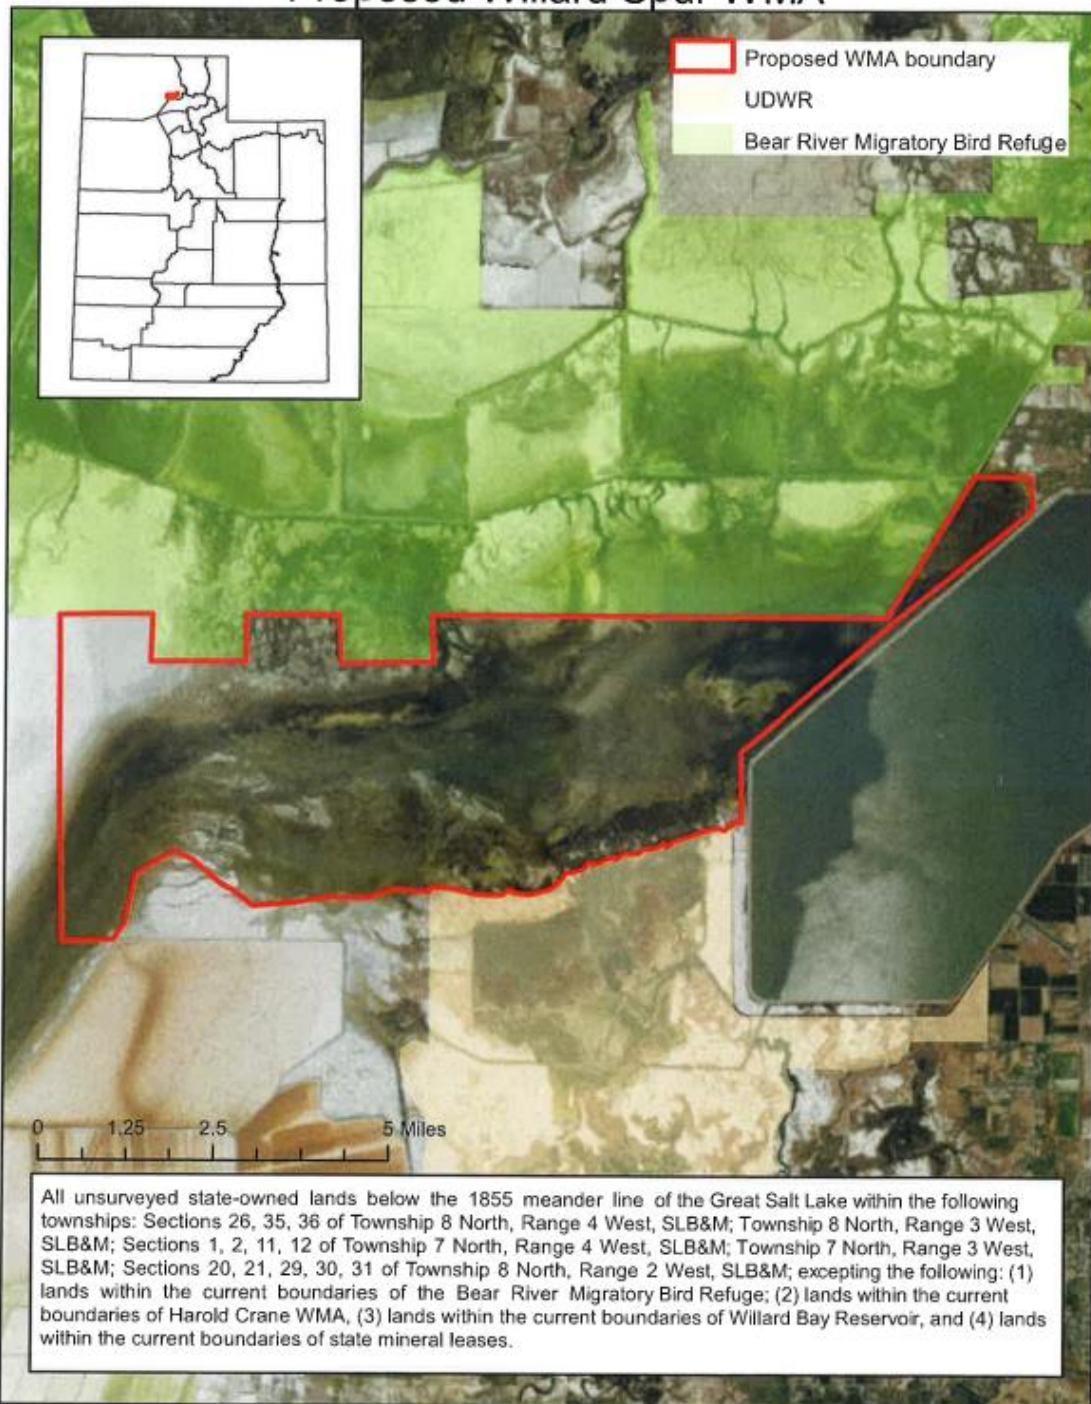 Proposed Willard Spur WMA
Proposed WMA boundary
UDWR
Bear River Migratory Bird Refuge
0 1.25 2.5 5 Miles
All unsurveyed state-owned lands below the 1855 meander line of the Great Salt Lake within the following
townships: Sections 26, 35, 36 of Township 8 North, Range 4 West, SLB&M; Township 8 North, Range 3 West,
SLB&M; Sections 1, 2, 11, 12 of Township 7 North, Range 4 West, SLB&M; Township 7 North, Range 3 West,
SLB&M; Sections 20, 21, 29, 30, 31 of Township 8 North, Range 2 West, SLB&M; excepting the following: (1)
lands within the current boundaries of the Bear River Migratory Bird Refuge; (2) lands within the current
boundaries of Harold Crane WMA, (3) lands within the current boundaries of Willard Bay Reservoir, and (4) lands
within the current boundaries of state mineral leases.